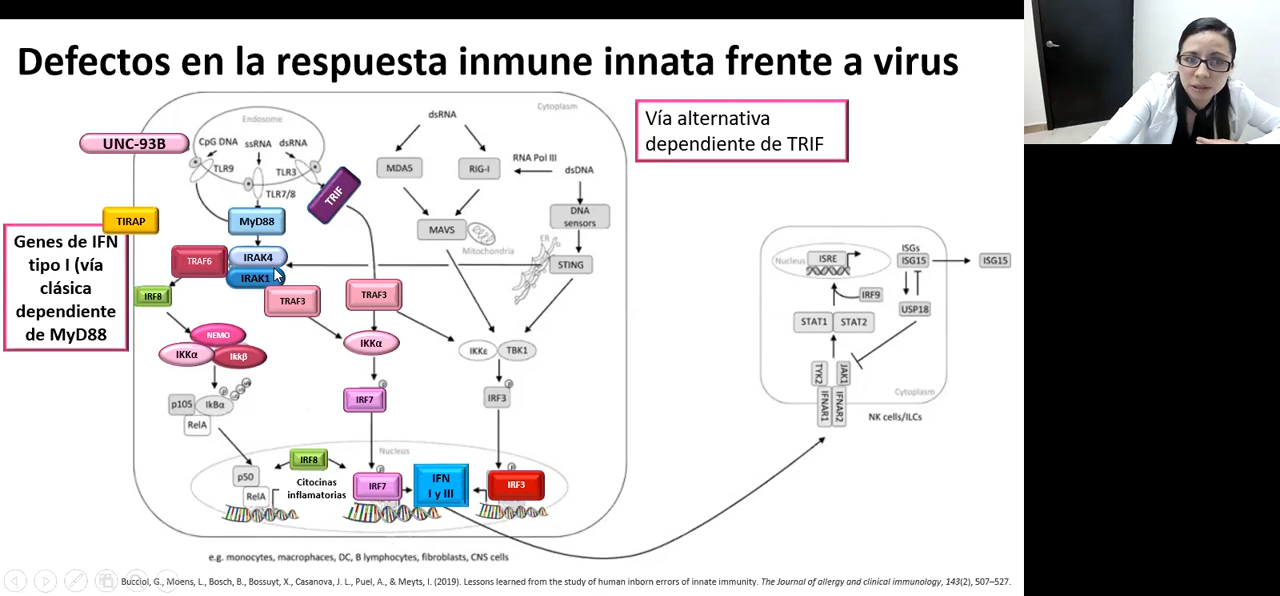 Defectos en la respuesta inmune innata frente a virus
Vía alternativa
dependiente de TRIF
Genes de IFN
tipo I (vía
clásica
dependiente
de MyD88
Cytoplasm
Endosome
UNC-93B
CpG DNA
ssRNA
dsRNA
TLR9
TLR3
TLR7/8
TRIF
TIRAP
MyD88
TRAF6
IRAK4
IRAK1
TRAF3
TRAF3
IRF8
NEMO
IKKα
Ikkβ
IKKα
p105
IkBα
RelA
IRF7
dsRNA
MDA5
RIG-I
RNA Pol III
dsDNA
MAVS
Mitochondria
DNA
sensors
ER
STING
IKKε
TBK1
P
IRF3
Nucleus
p50
RelA
IRF8
Citocinas
inflamatorias
P
IRF7
IFN
I y III
P
IRF3
e.g. monocytes, macrophaces, DC, B lymphocytes, fibroblasts, CNS cells
Nucleus
ISRE
ISGs
ISG15
ISG15
IRF9
USP18
STAT1
STAT2
TYK2
JAK1
IFNAR1
IFNAR2
Cytoplasm
NK cells/ILCs
Bucciol, G., Moens, L., Bosch, B., Bossuyt, X., Casanova, J. L., Puel, A., & Meyts, I. (2019). Lessons learned from the study of human inborn errors of innate immunity. The Journal of allergy and clinical immunology, 143(2), 507–527.